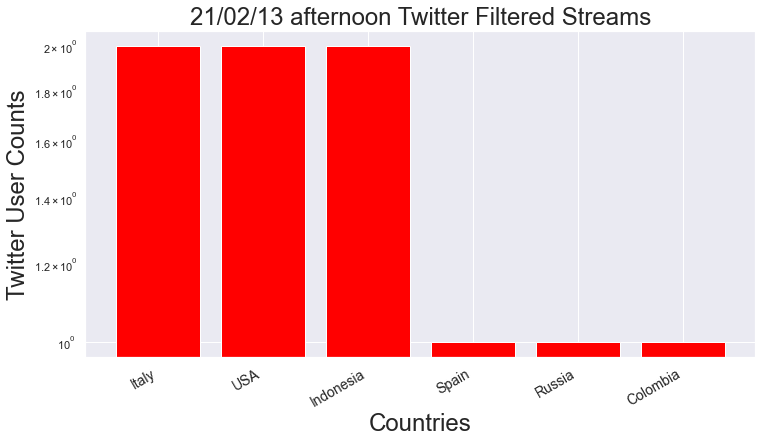 21/02/13 afternoon Twitter Filtered Streams
Twitter User Counts
2 × 10⁰
1.8 × 10⁰
1.6 × 10⁰
1.4 × 10⁰
1.2 × 10⁰
10⁰
Italy
USA
Indonesia
Spain
Russia
Colombia
Countries